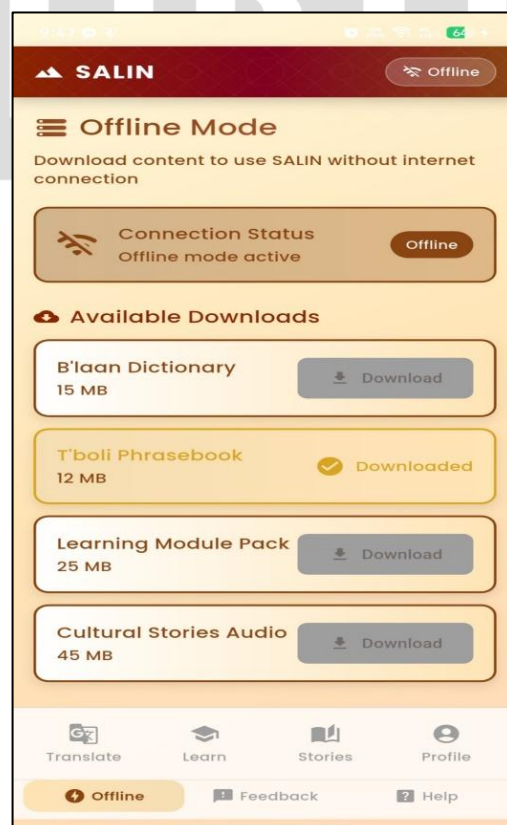 SALIN
Offline
Offline Mode
Download content to use SALIN without internet
connection
Connection Status
Offline mode active
Offline
Available Downloads
B'laan Dictionary
15 MB
Download
T'boli Phrasebook
12 MB
Downloaded
Learning Module Pack
25 MB
Download
Cultural Stories Audio
45 MB
Download
Translate
Learn
Stories
Profile
Offline
Feedback
Help